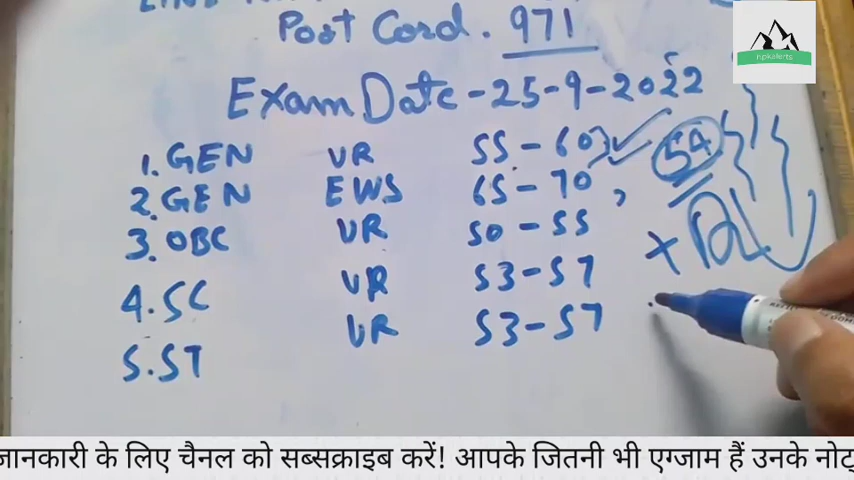 Post Cord. 971
Exam Date - 25-9-2022
1. GEN UR 55-60
2. GEN EWS 65-70,
3. OBC UR 50-55
4. SC UR 53-57
5. ST UR 53-57
54
npkalerts
जानकारी के लिए चैनल को सब्सक्राइब करें! आपके जितनी भी एग्जाम हैं उनके नोट्